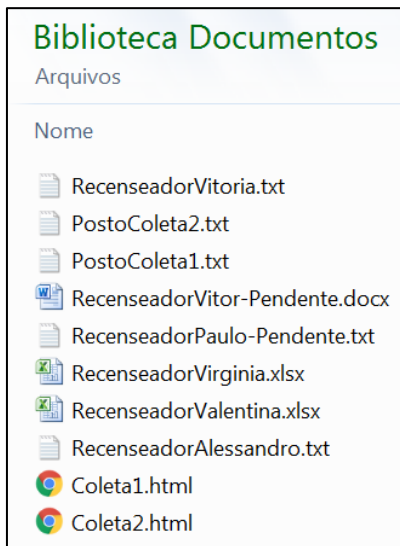 Biblioteca Documentos
Arquivos
Nome
RecenseadorVitoria.txt
PostoColeta2.txt
PostoColeta1.txt
RecenseadorVitor-Pendente.docx
RecenseadorPaulo-Pendente.txt
RecenseadorVirginia.xlsx
RecenseadorValentina.xlsx
RecenseadorAlessandro.txt
Coleta1.html
Coleta2.html